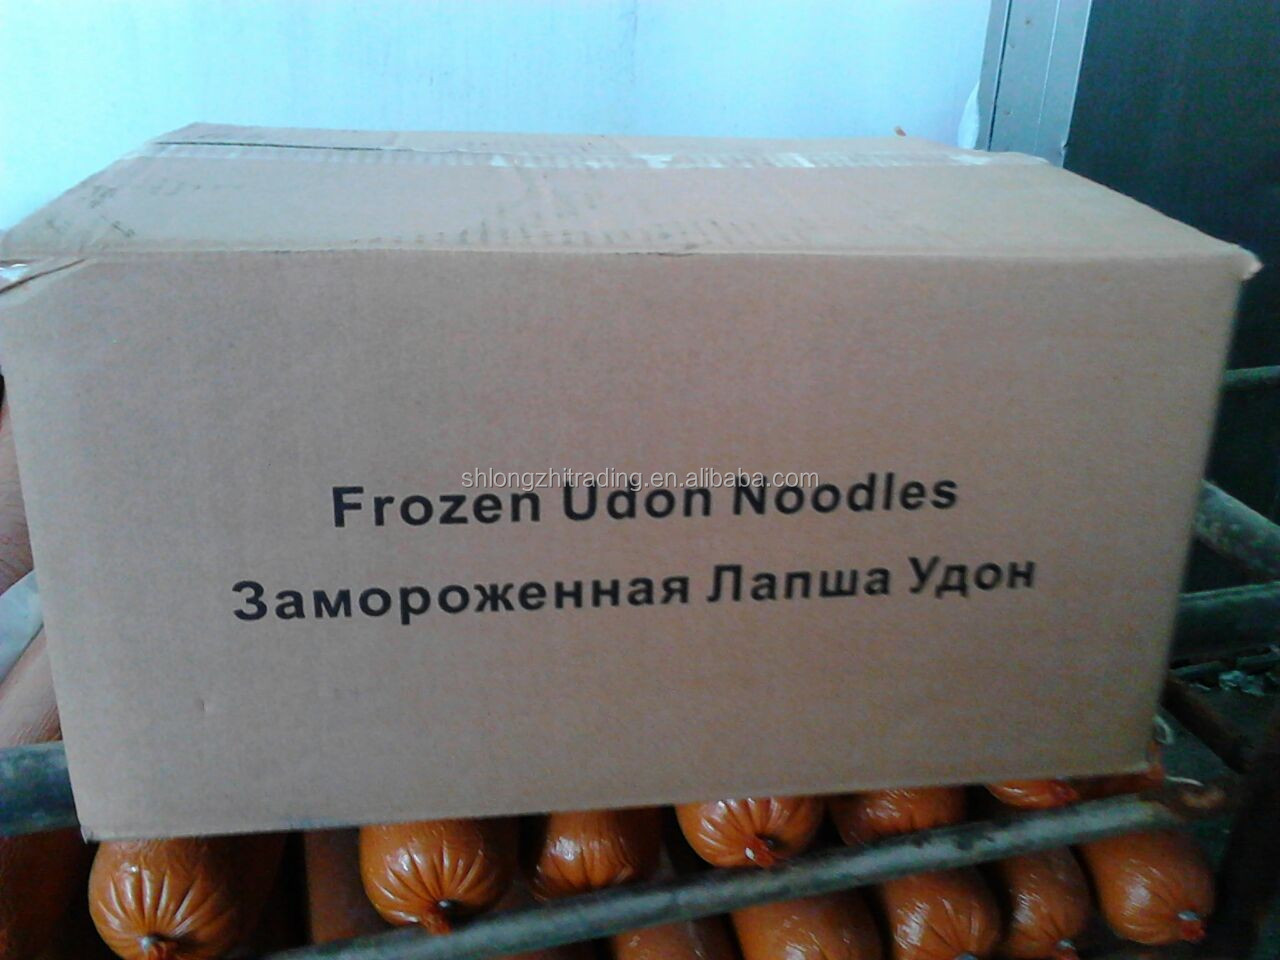 shlongzhitrading.en.alibaba.com
Frozen Udon Noodles
Замороженная Лапша Удон